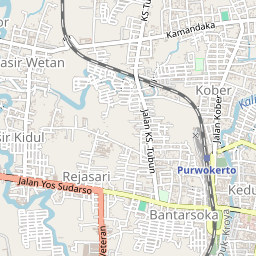 KS. Tu
Kamandaka
asir Wetan
Kober
Jalan Kober
Kali
Jalan KS. Tubun
sir Kidul
Purwokerto
Rejasari
Kedu
Jalan Yos Sudarso
Bantarsoka
veteran